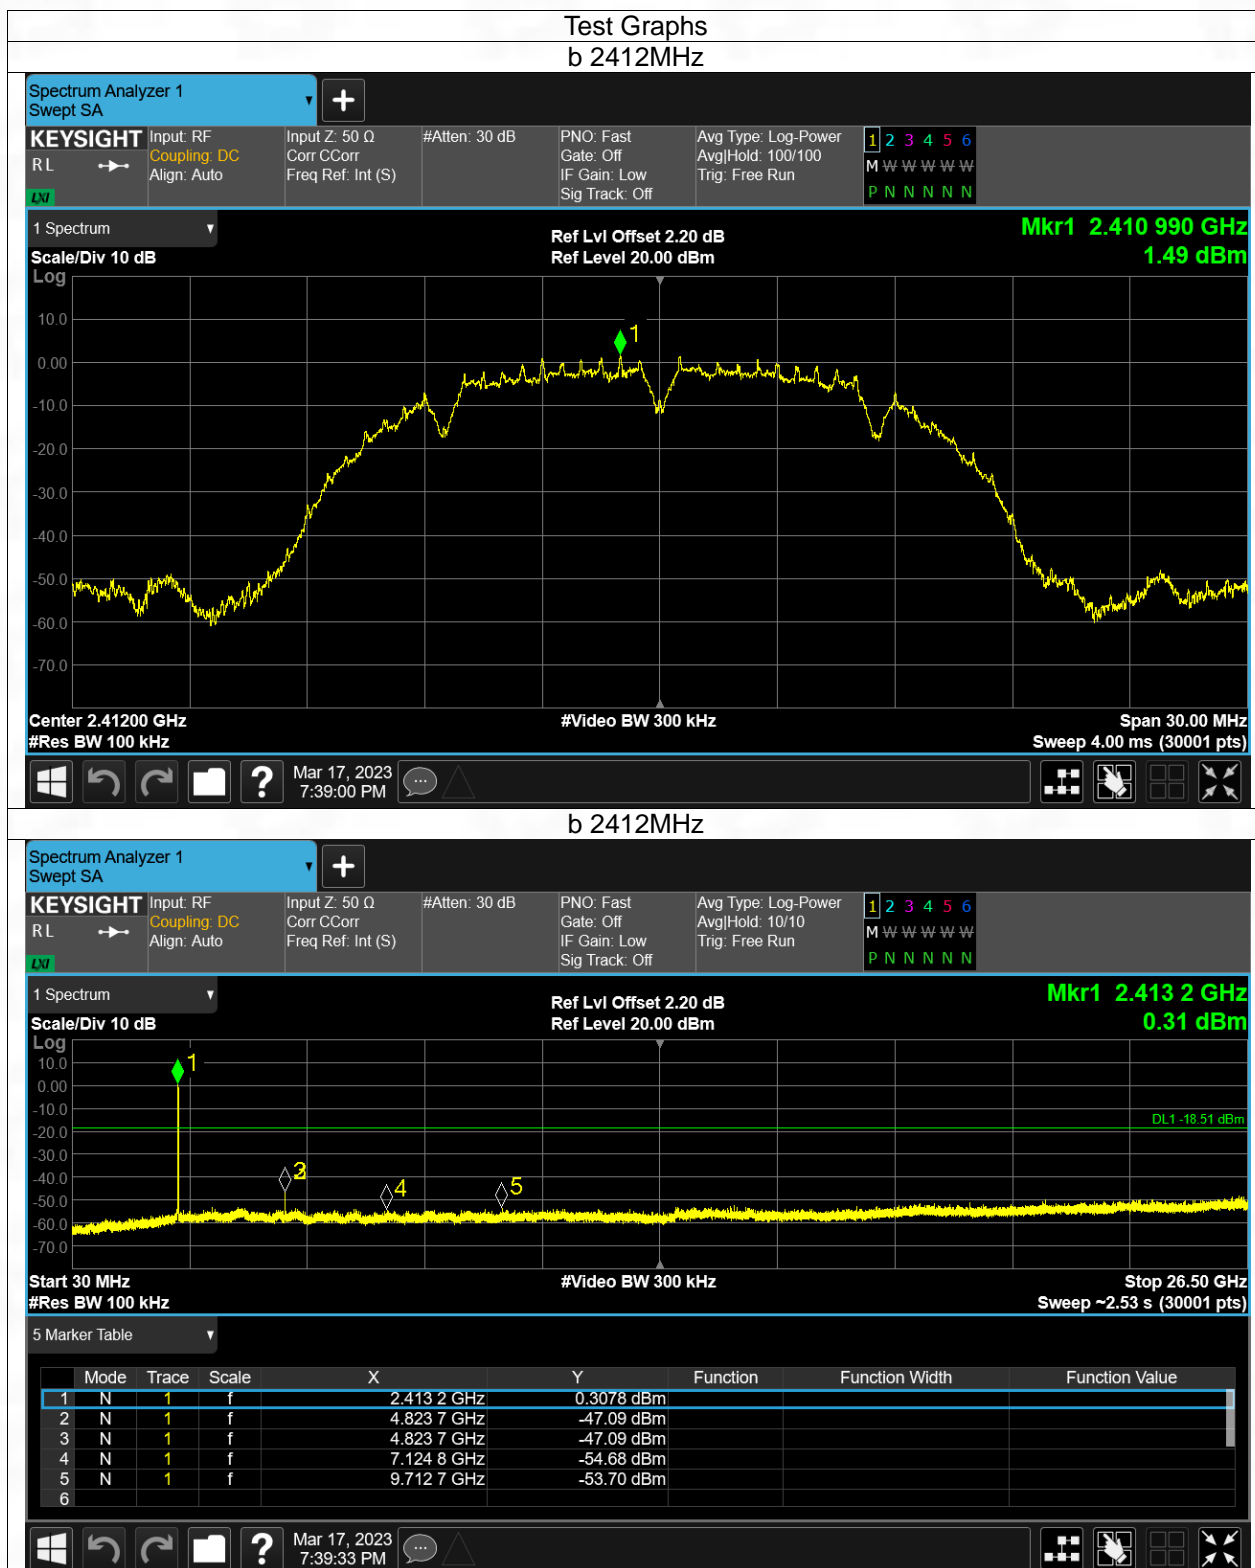 Test Graphs
b 2412MHz
Spectrum Analyzer 1
Swept SA
KEYSIGHT Input: RF Input Z: 50 Ω #Atten: 30 dB PNO: Fast Avg Type: Log-Power 1 2 3 4 5 6
Coupling: DC Corr CCorr Gate: Off Avg|Hold: 100/100
R L Align: Auto Freq Ref: Int (S) IF Gain: Low Trig: Free Run M W W W W W
LXI Sig Track: Off P N N N N N
1 Spectrum Ref Lvl Offset 2.20 dB Mkr1 2.410 990 GHz
Scale/Div 10 dB Ref Level 20.00 dBm 1.49 dBm
Log
1
10.0
0.00
-10.0
-20.0
-30.0
-40.0
-50.0
-60.0
-70.0
Center 2.41200 GHz #Video BW 300 kHz Span 30.00 MHz
#Res BW 100 kHz Sweep 4.00 ms (30001 pts)
? Mar 17, 2023
7:39:00 PM
b 2412MHz
Spectrum Analyzer 1
Swept SA
KEYSIGHT Input: RF Input Z: 50 Ω #Atten: 30 dB PNO: Fast Avg Type: Log-Power 1 2 3 4 5 6
Coupling: DC Corr CCorr Gate: Off Avg|Hold: 10/10
R L Align: Auto Freq Ref: Int (S) IF Gain: Low Trig: Free Run M W W W W W
LXI Sig Track: Off P N N N N N
1 Spectrum Ref Lvl Offset 2.20 dB Mkr1 2.413 2 GHz
Scale/Div 10 dB Ref Level 20.00 dBm 0.31 dBm
Log
10.0 1
0.00
-10.0 DL1 -18.51 dBm
-20.0
-30.0
-40.0 2 3 4 5
-50.0
-60.0
-70.0
Start 30 MHz #Video BW 300 kHz Stop 26.50 GHz
#Res BW 100 kHz Sweep ~2.53 s (30001 pts)
5 Marker Table
Mode Trace Scale X Y Function Function Width Function Value
1 N 1 f 2.413 2 GHz 0.3078 dBm
2 N 1 f 4.823 7 GHz -47.09 dBm
3 N 1 f 4.823 7 GHz -47.09 dBm
4 N 1 f 7.124 8 GHz -54.68 dBm
5 N 1 f 9.712 7 GHz -53.70 dBm
6
? Mar 17, 2023
7:39:33 PM